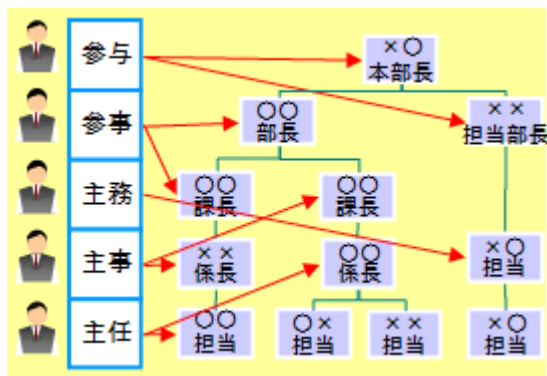 参与
参事
主務
主事
主任
×〇
本部長
〇〇
部長
××
担当部長
〇〇
課長
〇〇
課長
××
係長
〇〇
係長
×〇
担当
〇〇
担当
〇×
担当
××
担当
×〇
担当